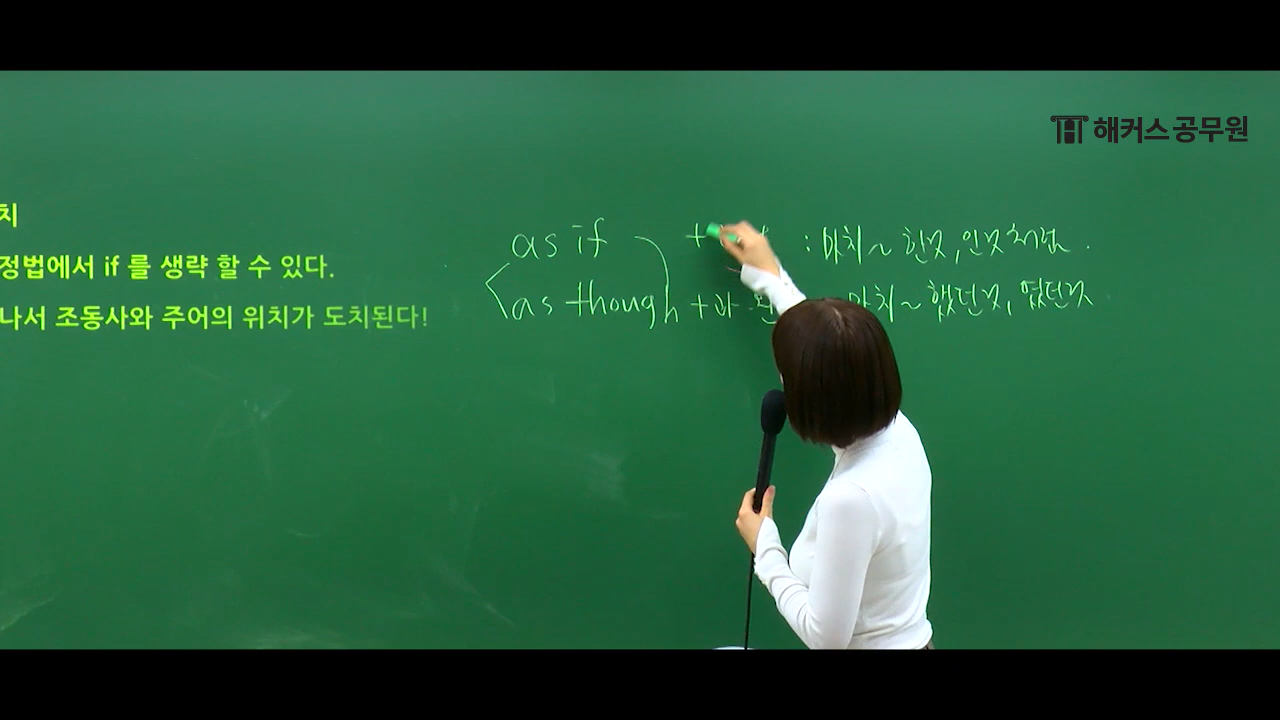 해커스공무원
치
정법에서 if 를 생략 할 수 있다.
나서 조동사와 주어의 위치가 도치된다!
as if + : 마치~ 한것, 인것처럼.
as though + 과 · 완 마치~ 했던것, 였던것